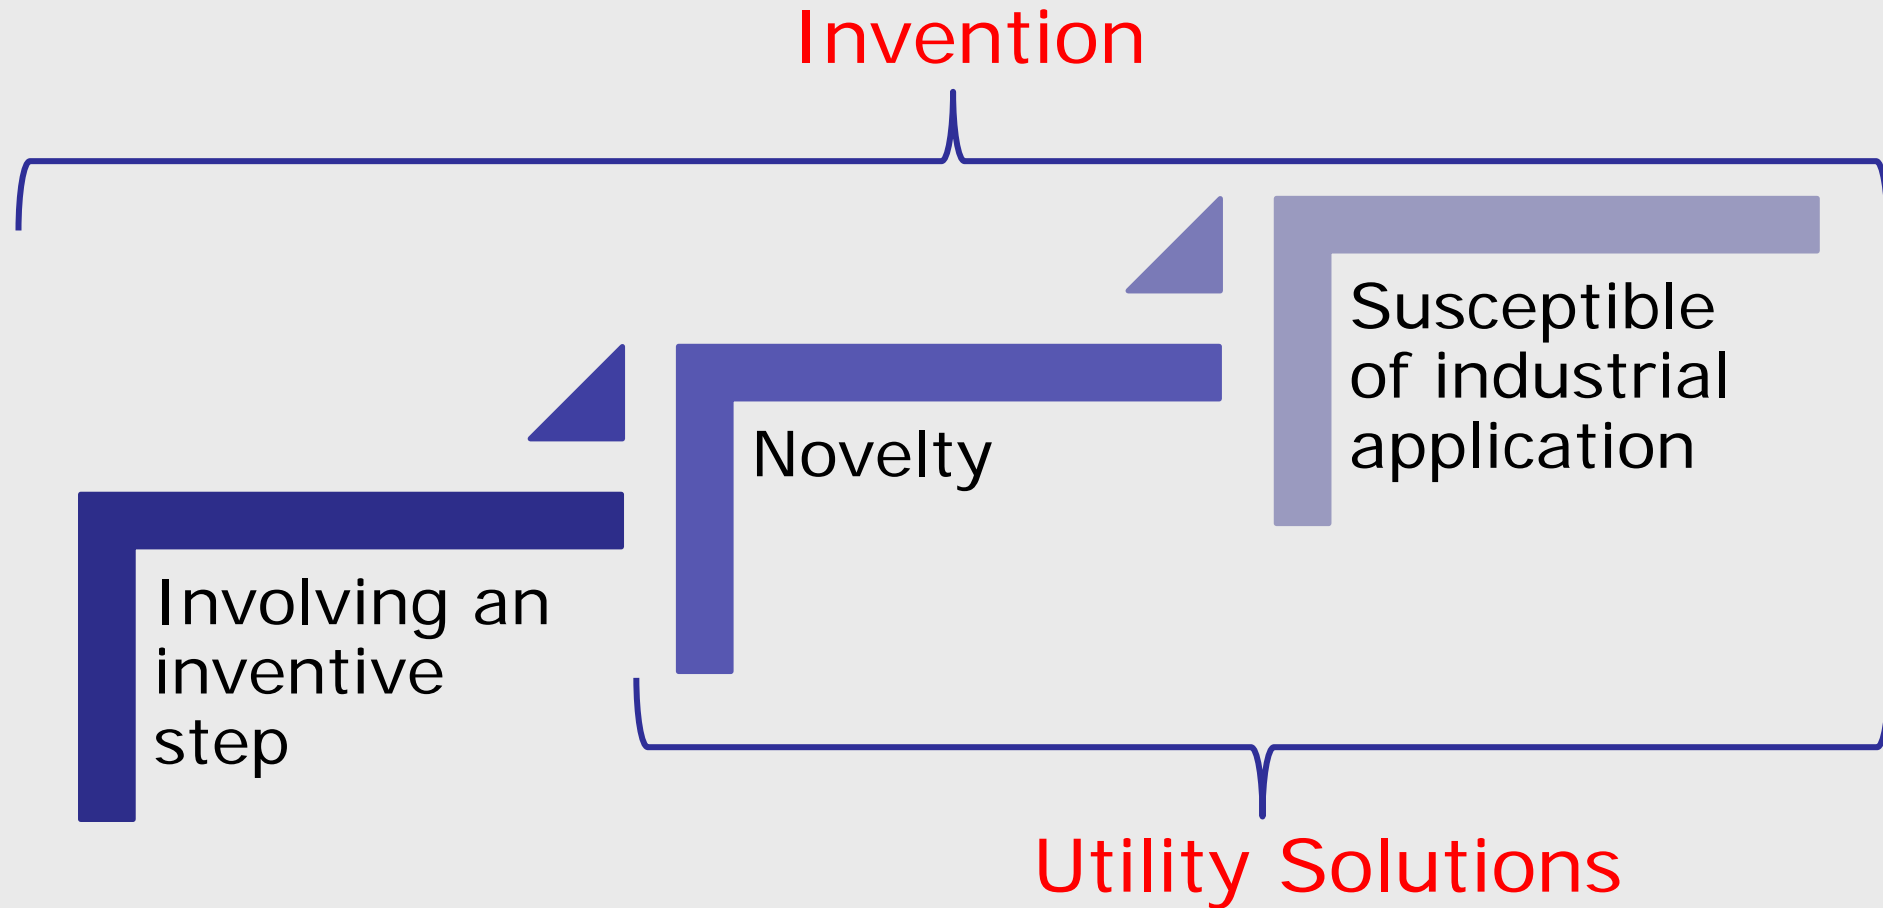 Invention
Involving an
inventive
step
Novelty
Susceptible
of industrial
application
Utility Solutions